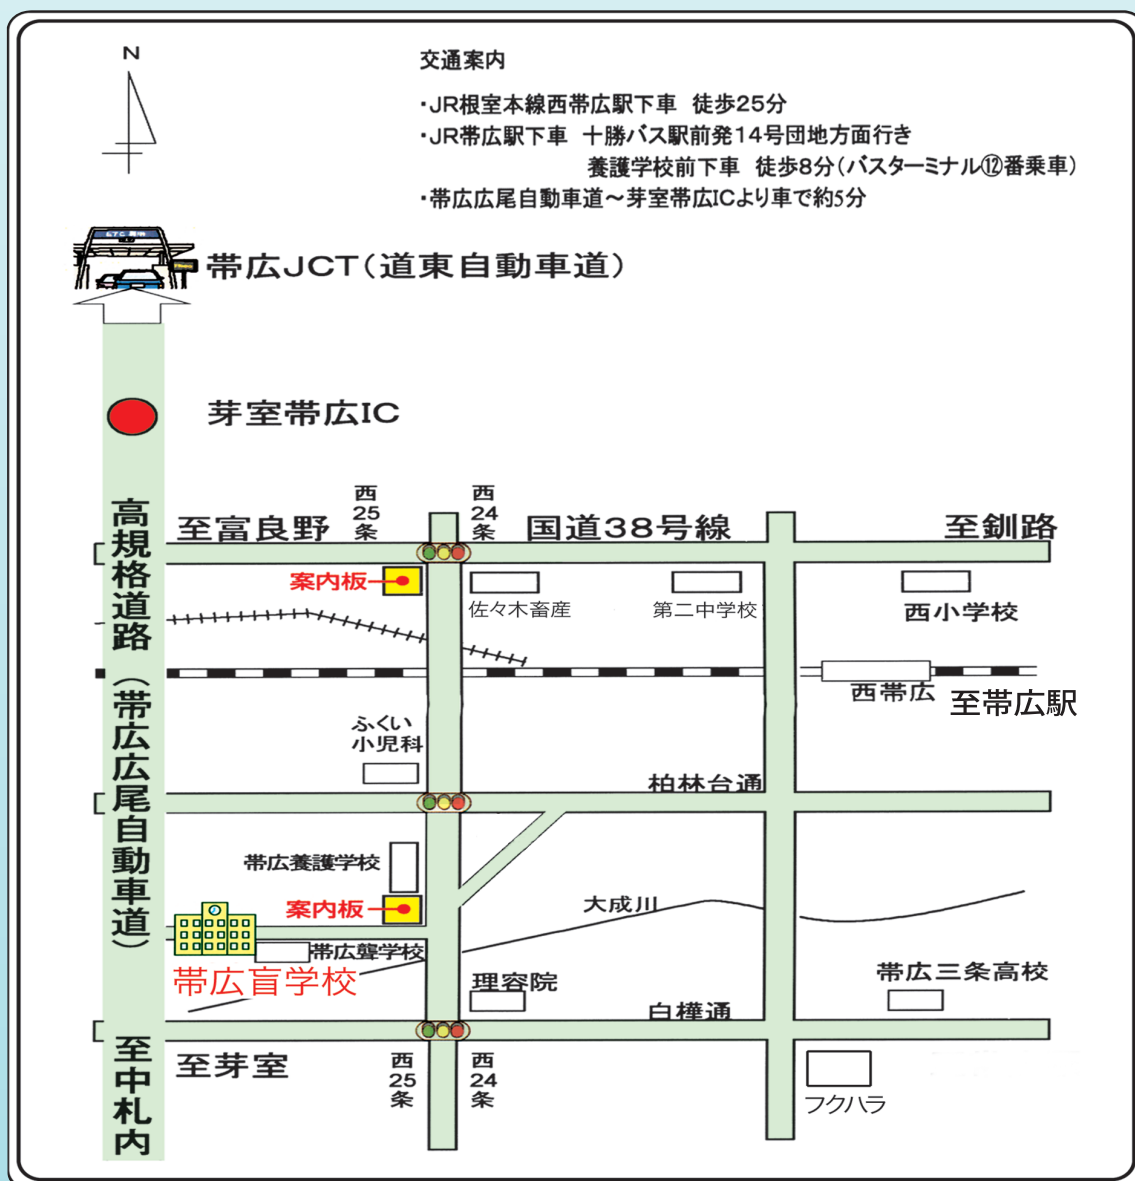 N
交通案内
・JR根室本線西帯広駅下車 徒歩25分
・JR帯広駅下車 十勝バス駅前発14号団地方面行き
養護学校前下車 徒歩8分(バスターミナル⑫番乗車)
・帯広広尾自動車道～芽室帯広ICより車で約5分
帯広JCT(道東自動車道)
芽室帯広IC
高規格道路(帯広広尾自動車道)
至中札内
西25条
西24条
至富良野
国道38号線
至釧路
案内板
佐々木畜産
第二中学校
西小学校
西帯広
至帯広駅
ふくい
小児科
柏林台通
帯広養護学校
案内板
大成川
帯広聾学校
帯広盲学校
理容院
帯広三条高校
白樺通
至芽室
西25条
西24条
フクハラ